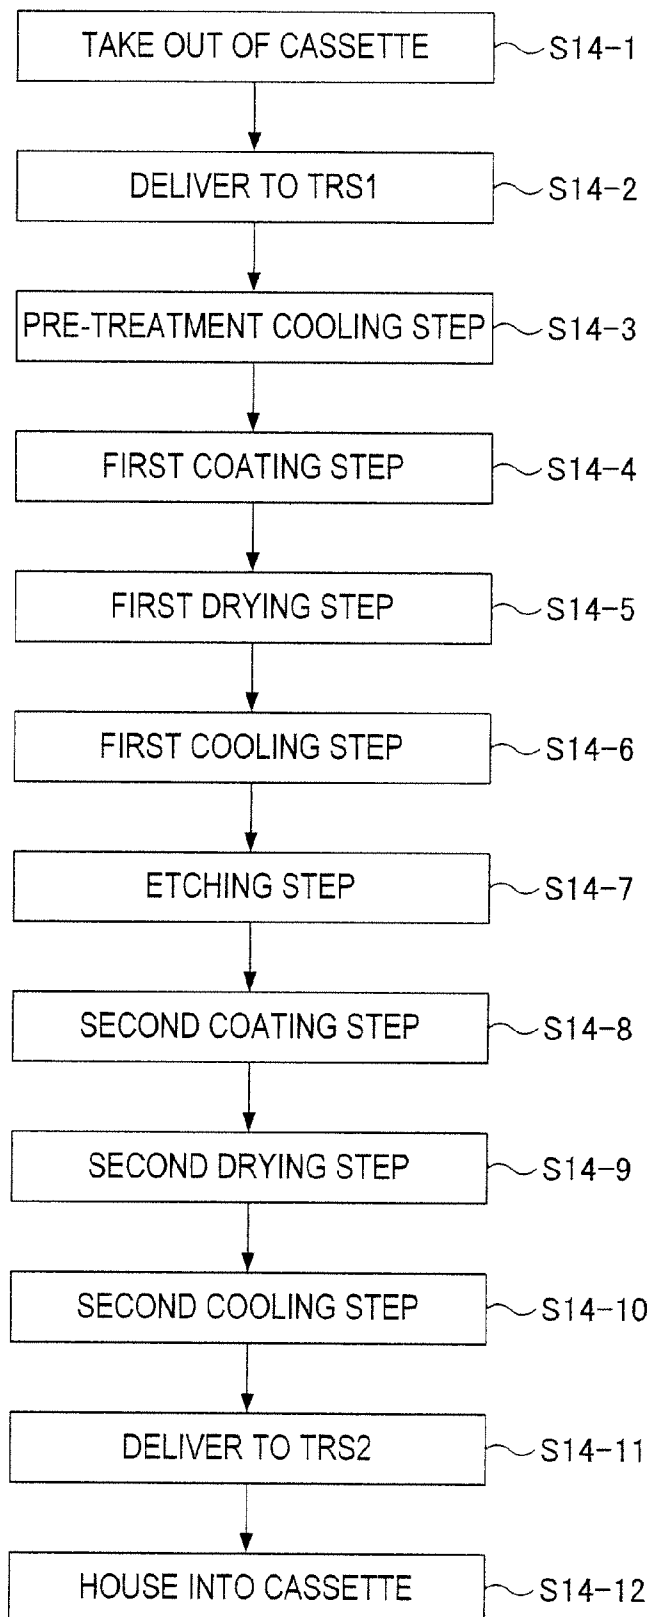 TAKE OUT OF CASSETTE S14-1
DELIVER TO TRS1 S14-2
PRE-TREATMENT COOLING STEP S14-3
FIRST COATING STEP S14-4
FIRST DRYING STEP S14-5
FIRST COOLING STEP S14-6
ETCHING STEP S14-7
SECOND COATING STEP S14-8
SECOND DRYING STEP S14-9
SECOND COOLING STEP S14-10
DELIVER TO TRS2 S14-11
HOUSE INTO CASSETTE S14-12